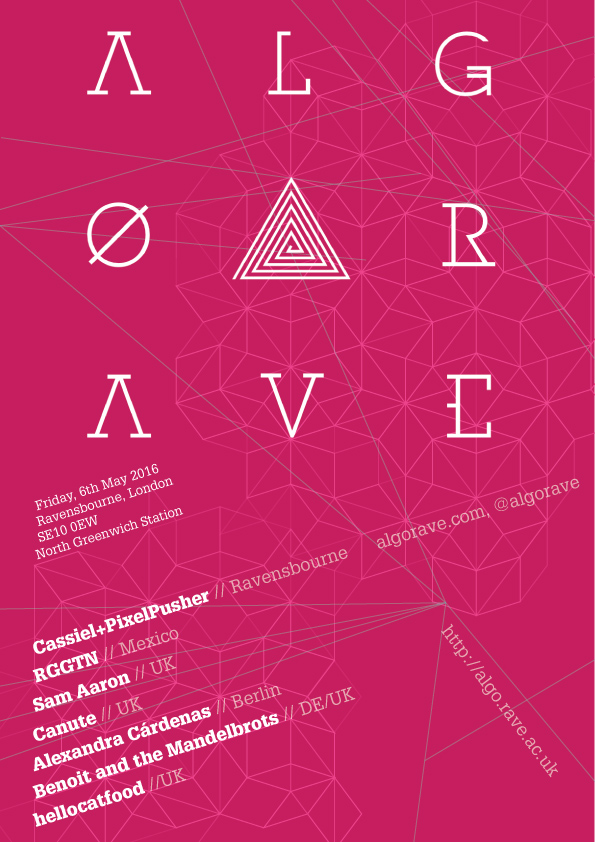 Λ L G
Ø R
Λ V E
Friday, 6th May 2016
Ravensbourne, London
SE10 0EW
North Greenwich Station
algorave.com, @algorave
Cassiel+PixelPusher // Ravensbourne
RGGTN // Mexico
Sam Aaron // UK
Canute // UK
Alexandra Cárdenas // Berlin
Benoit and the Mandelbrots // DE/UK
hellocatfood //UK
http://algo.rave.ac.uk